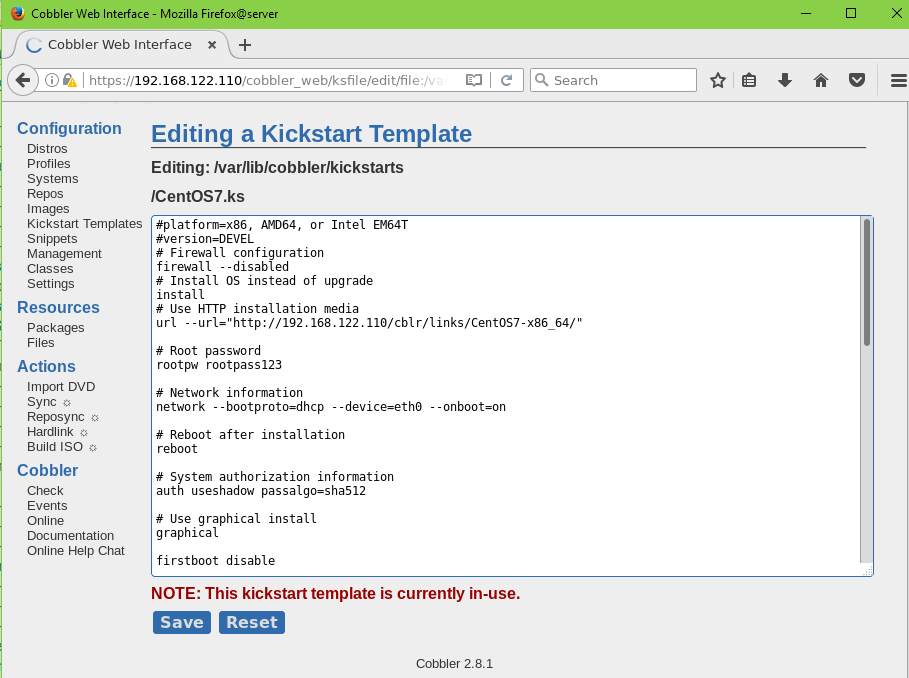 Cobbler Web Interface - Mozilla Firefox@server
Cobbler Web Interface
https://192.168.122.110/cobbler_web/ksfile/edit/file:/va
Search
Configuration
Distros
Profiles
Systems
Repos
Images
Kickstart Templates
Snippets
Management
Classes
Settings
Resources
Packages
Files
Actions
Import DVD
Sync ☼
Reposync ☼
Hardlink ☼
Build ISO ☼
Cobbler
Check
Events
Online
Documentation
Online Help Chat
Editing a Kickstart Template
Editing: /var/lib/cobbler/kickstarts
/CentOS7.ks
#platform=x86, AMD64, or Intel EM64T
#version=DEVEL
# Firewall configuration
firewall --disabled
# Install OS instead of upgrade
install
# Use HTTP installation media
url --url="http://192.168.122.110/cblr/links/CentOS7-x86_64/"
# Root password
rootpw rootpass123
# Network information
network --bootproto=dhcp --device=eth0 --onboot=on
# Reboot after installation
reboot
# System authorization information
auth useshadow passalgo=sha512
# Use graphical install
graphical
firstboot disable
NOTE: This kickstart template is currently in-use.
Save Reset
Cobbler 2.8.1